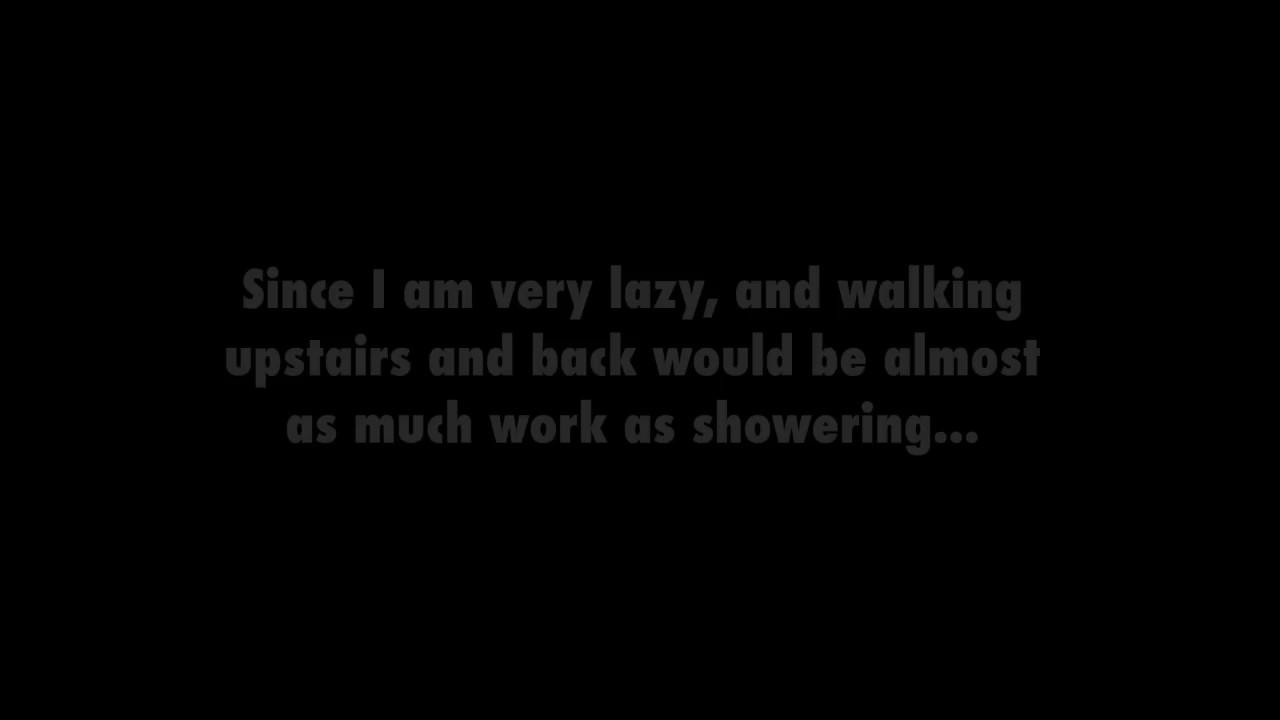 Since I am very lazy, and walking
upstairs and back would be almost
as much work as showering...